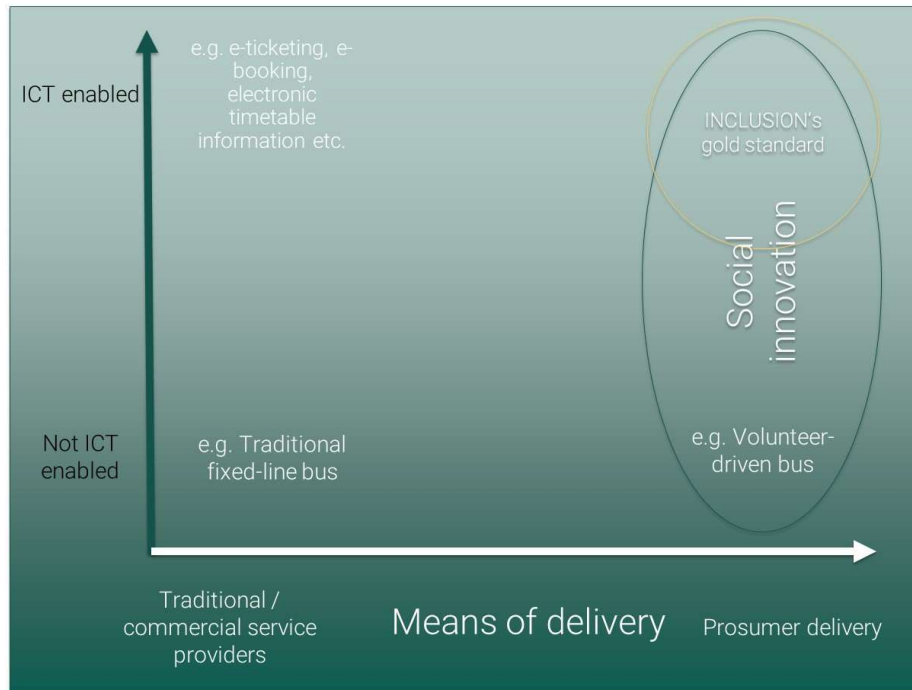 ICT enabled
e.g. e-ticketing, e-
booking,
electronic
timetable
information etc.
INCLUSION's
gold standard
Social
innovation
Not ICT
enabled
e.g. Traditional
fixed-line bus
e.g. Volunteer-
driven bus
Traditional /
commercial service
providers
Means of delivery
Prosumer delivery